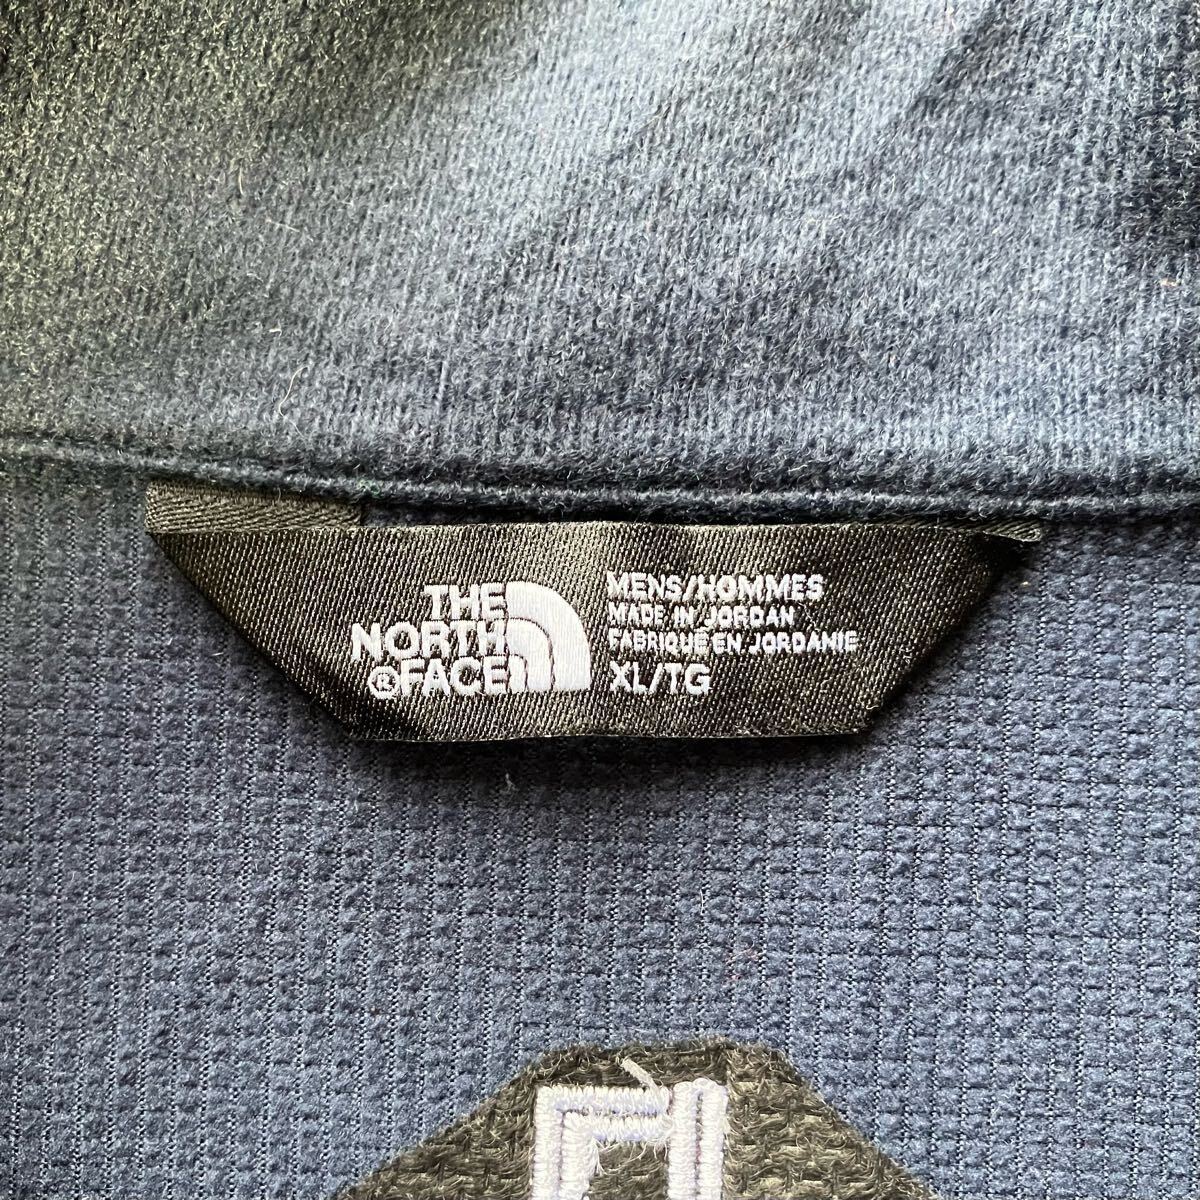 THE
NORTH
®FACE
MENS/HOMMES
MADE IN JORDAN
FABRIQUÉ EN JORDANIE
XL/TG